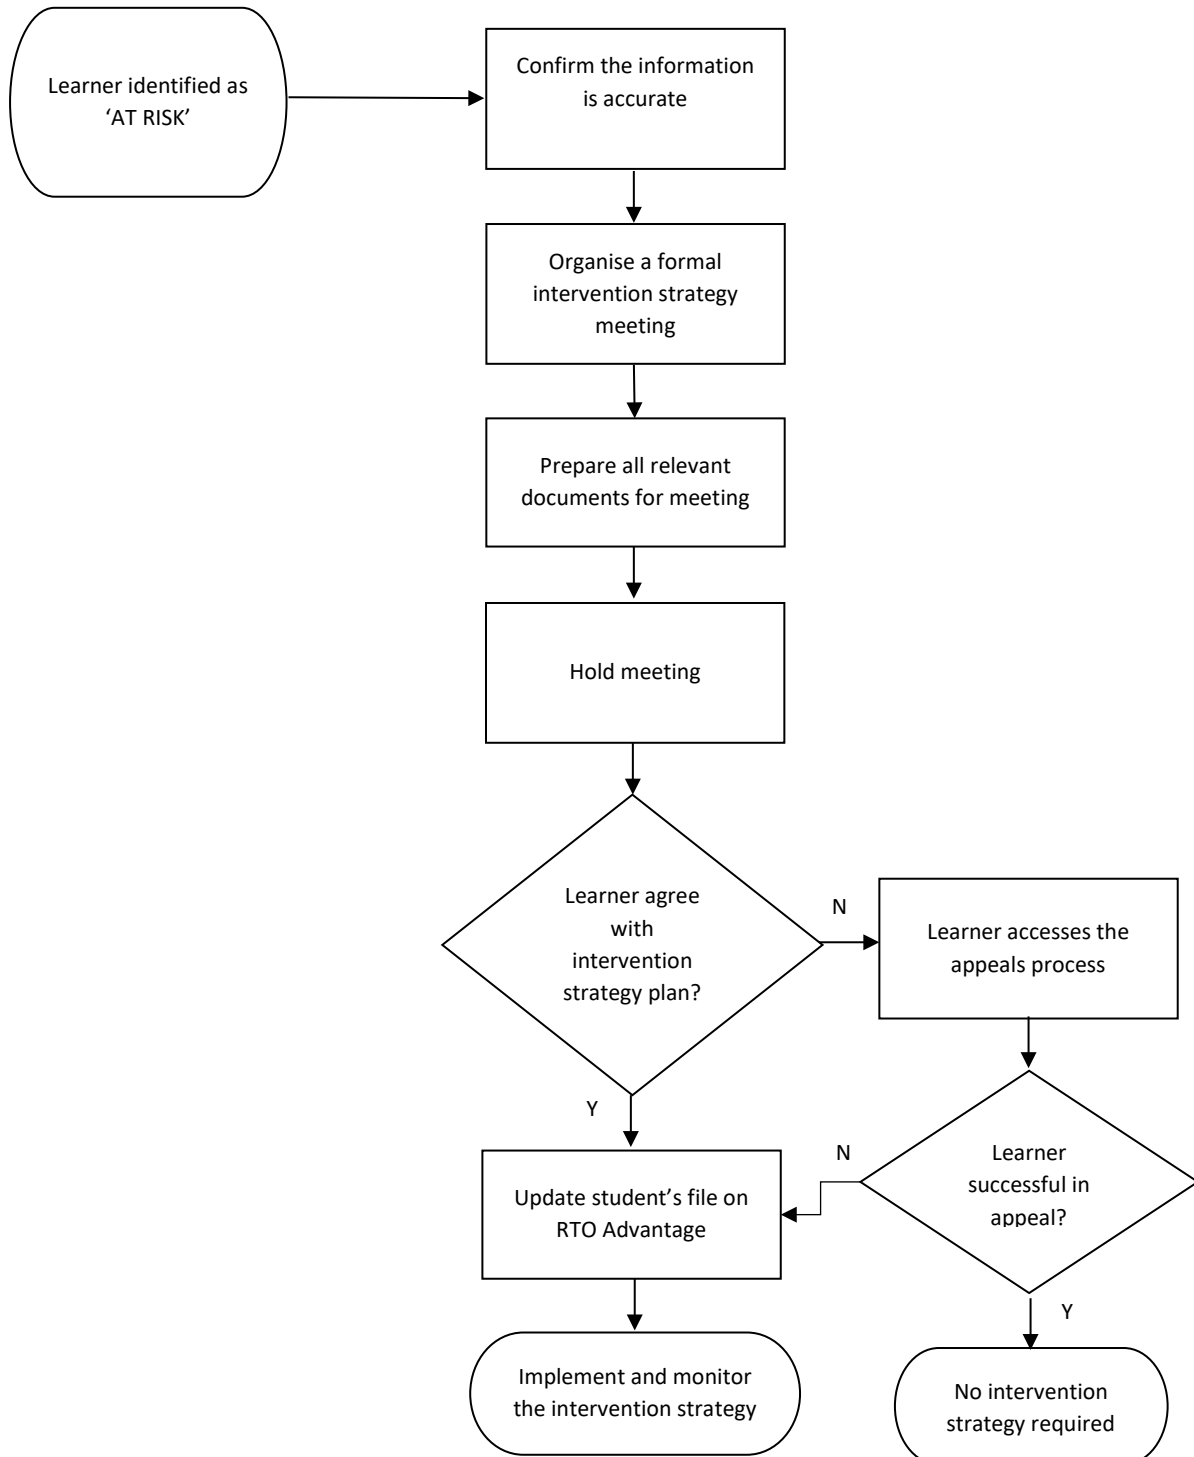 Learner identified as
‘AT RISK’
Confirm the information
is accurate
Organise a formal
intervention strategy
meeting
Prepare all relevant
documents for meeting
Hold meeting
Learner agree
with
intervention
strategy plan?
N
Learner accesses the
appeals process
Y
N
Learner
successful in
appeal?
Update student’s file on
RTO Advantage
Y
Implement and monitor
the intervention strategy
No intervention
strategy required